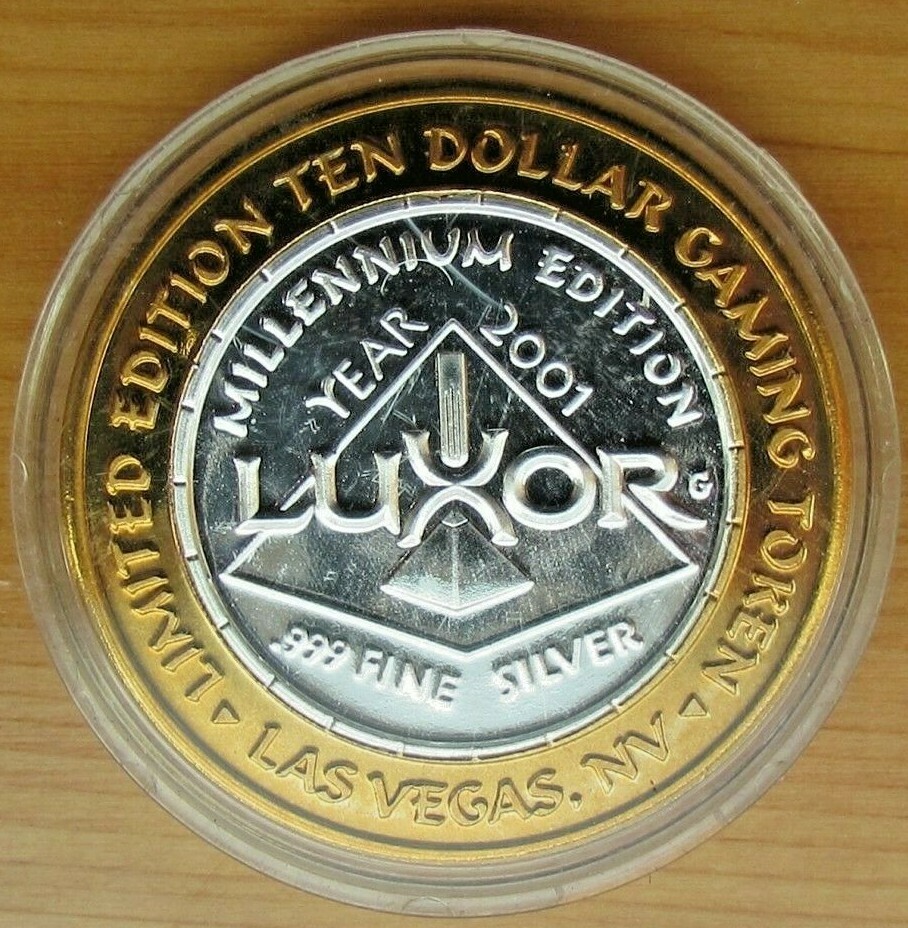 LIMITED EDITION TEN DOLLAR GAMING TOKEN
LAS VEGAS, NV
MILLENNIUM EDITION
YEAR 2001
LUXOR
G
.999 FINE SILVER